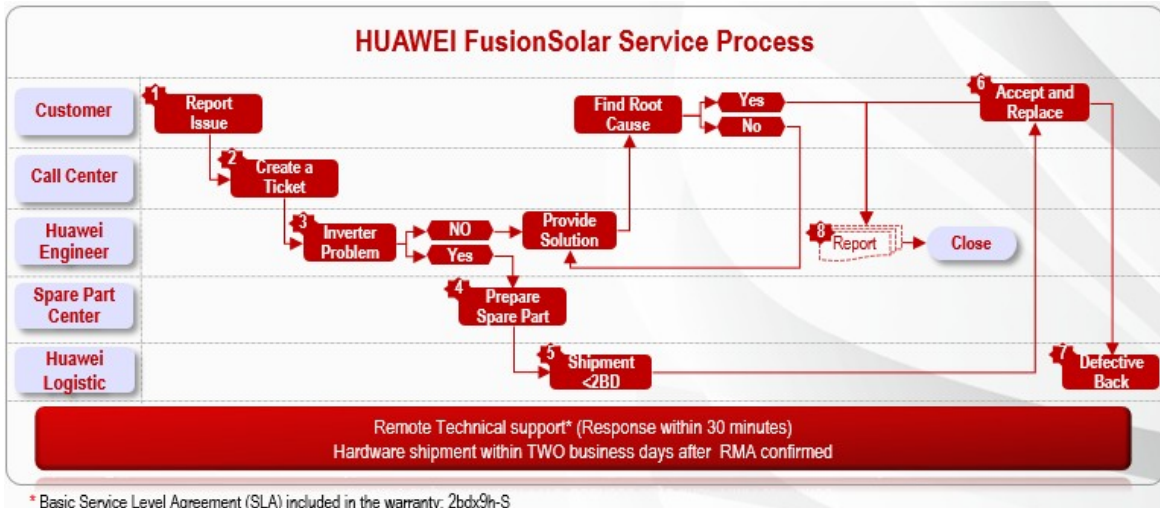 HUAWEI FusionSolar Service Process
Customer
1
Report
Issue
Find Root
Cause
Yes
No
6
Accept and
Replace
Call Center
2
Create a
Ticket
Huawei
Engineer
3
Inverter
Problem
NO
Yes
Provide
Solution
8
Report
Close
Spare Part
Center
4
Prepare
Spare Part
Huawei
Logistic
5
Shipment
<2BD
7
Defective
Back
Remote Technical support* (Response within 30 minutes)
Hardware shipment within TWO business days after RMA confirmed
* Basic Service Level Agreement (SLA) included in the warranty: 2bdx9h-S